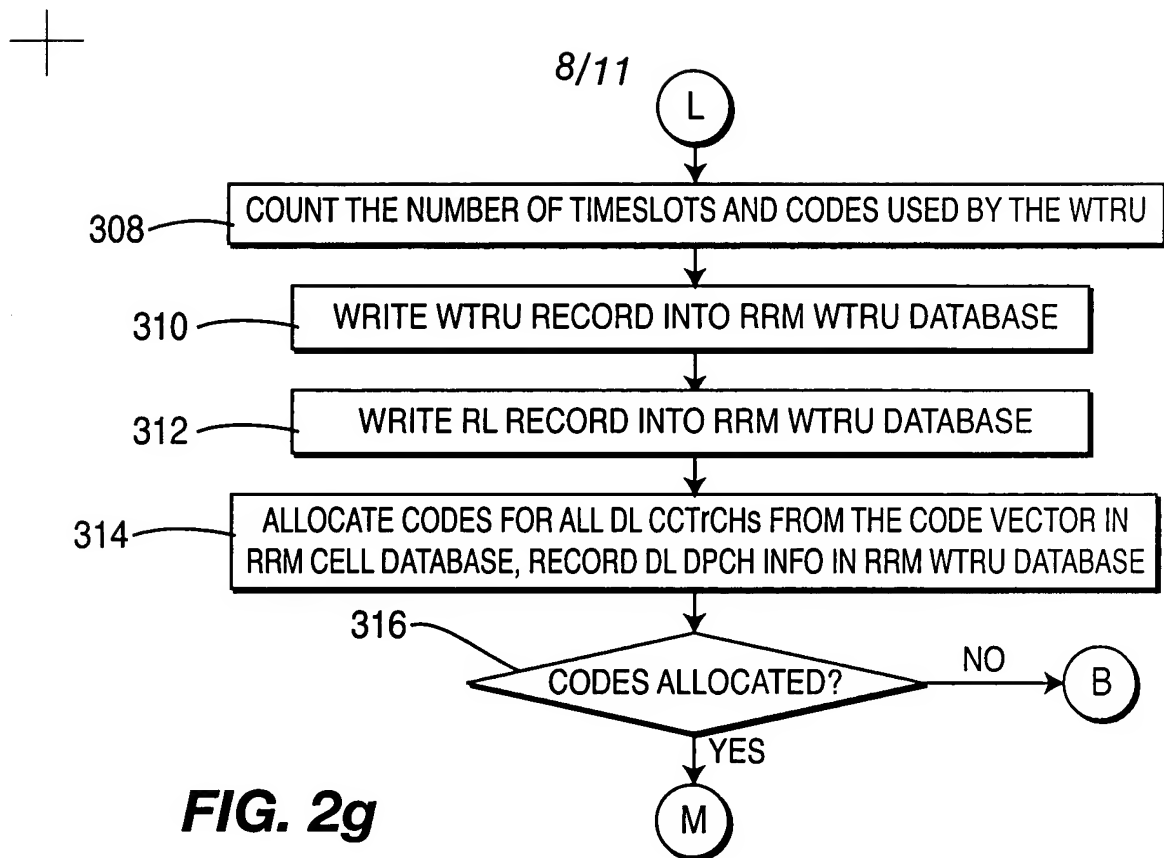 8/11
L
308
COUNT THE NUMBER OF TIMESLOTS AND CODES USED BY THE WTRU
310
WRITE WTRU RECORD INTO RRM WTRU DATABASE
312
WRITE RL RECORD INTO RRM WTRU DATABASE
314
ALLOCATE CODES FOR ALL DL CCTrCHs FROM THE CODE VECTOR IN
RRM CELL DATABASE, RECORD DL DPCH INFO IN RRM WTRU DATABASE
316
CODES ALLOCATED?
NO
B
YES
M
FIG. 2g